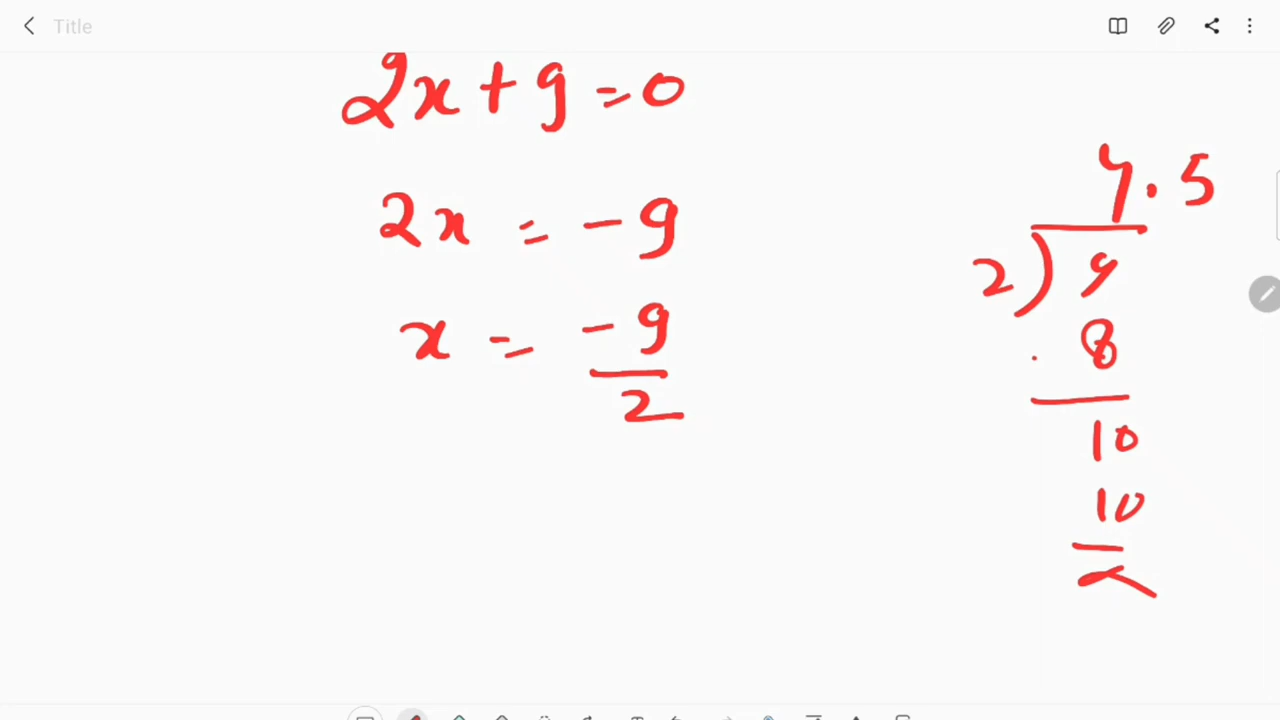 Title
2x + 9 = 0
2x = - 9
x = - 9
2
4.5
2) 9
8
10
10